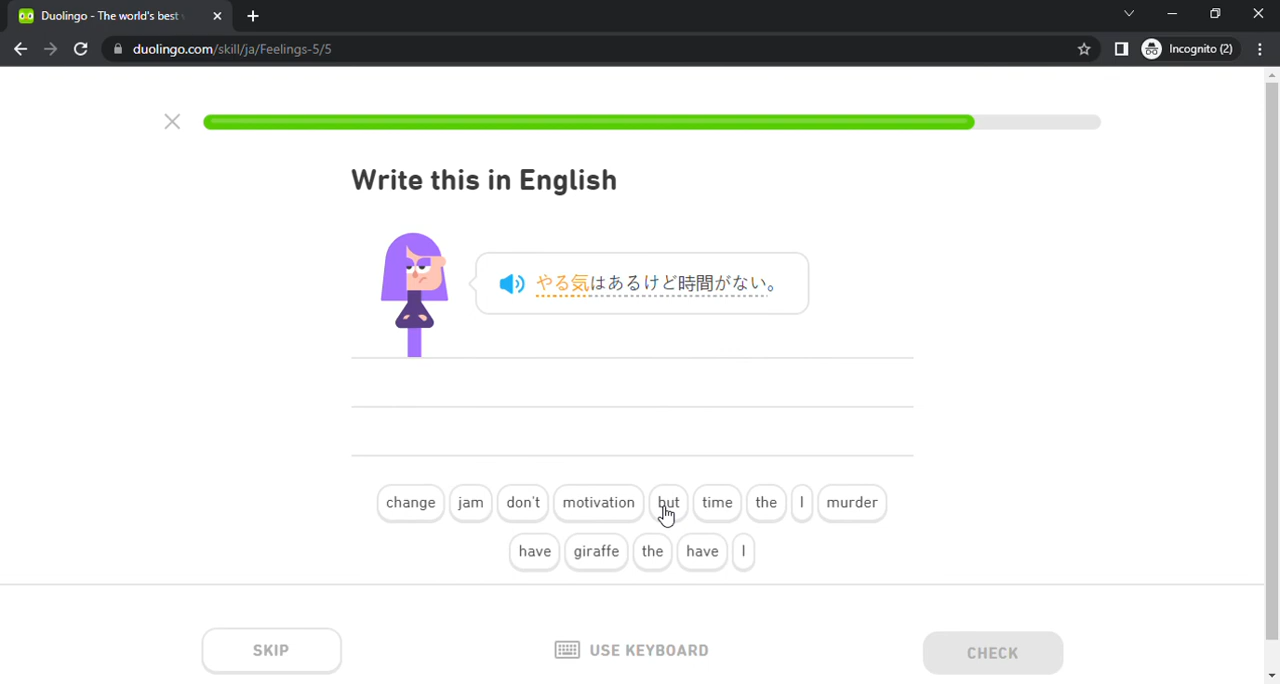 Duolingo - The world's best
duolingo.com/skill/ja/Feelings-5/5
Incognito (2)
Write this in English
やる気はあるけど時間がない。
change jam don't motivation but time the I murder
have giraffe the have I
SKIP
USE KEYBOARD
CHECK